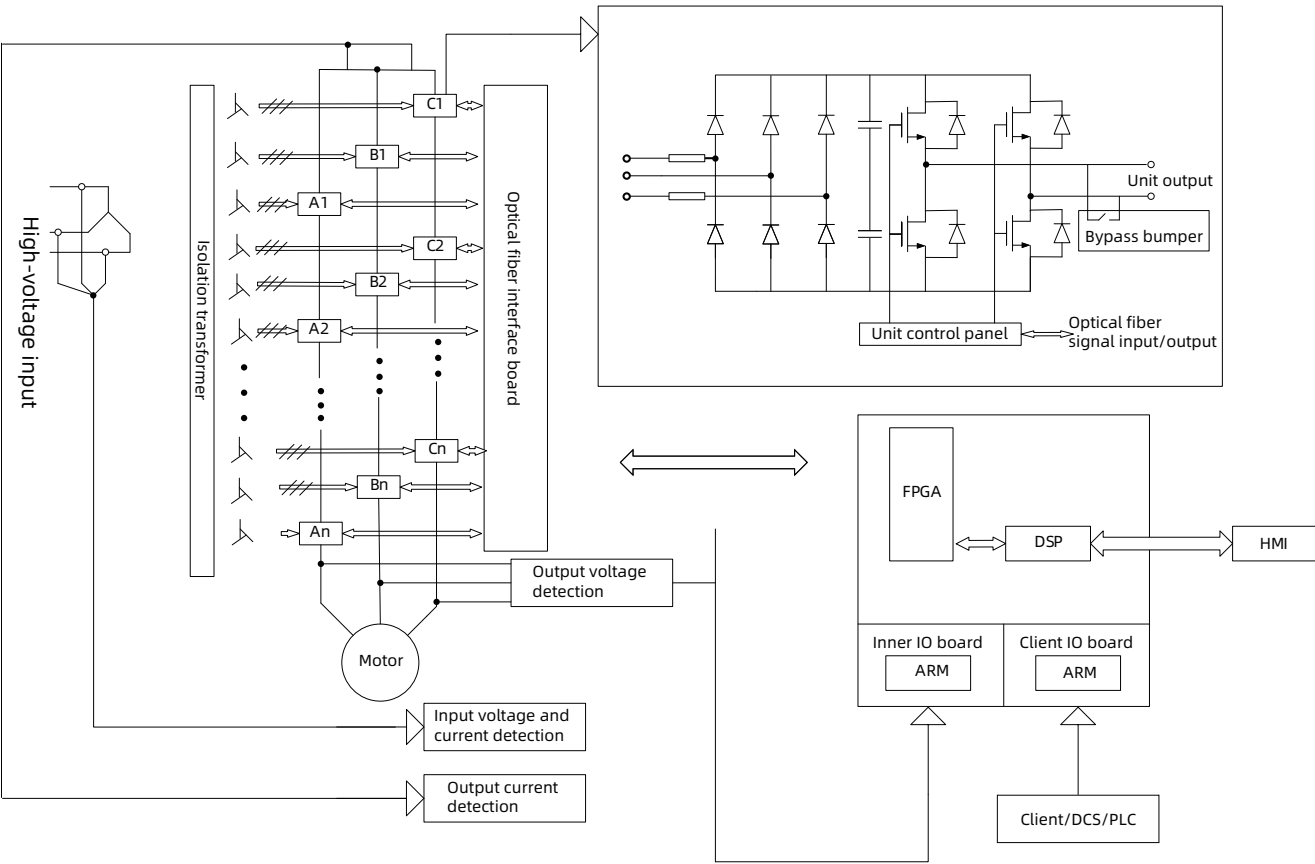 High-voltage input
Isolation transformer
C1
B1
A1
C2
B2
A2
Cn
Bn
An
Optical fiber interface board
Unit output
Bypass bumper
Unit control panel
Optical fiber
signal input/output
FPGA
DSP
HMI
Inner IO board
ARM
Client IO board
ARM
Client/DCS/PLC
Output voltage
detection
Motor
Input voltage and
current detection
Output current
detection